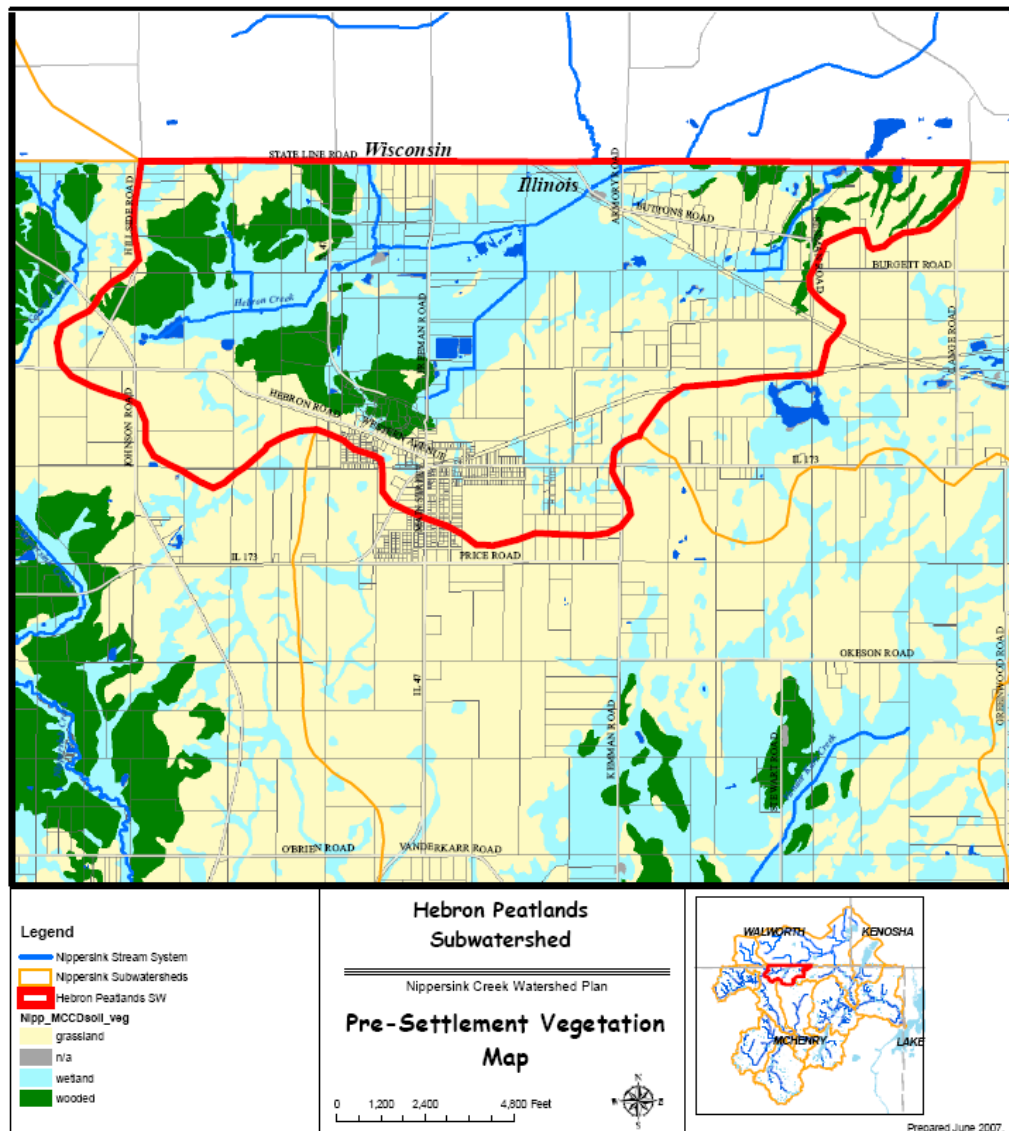 STATE LINE ROAD
Wisconsin
Illinois
HILLSIDE ROAD
ARMORY ROAD
BUTTONS ROAD
BURGETT ROAD
Hebron Creek
LANGE ROAD
JOHNSON ROAD
HEBRON ROAD
WESTERN AVENUE
MAIN STREET
IL 173
IL 173
PRICE ROAD
OKESON ROAD
IL 47
GREENWOOD ROAD
KEMMAN ROAD
STEWART ROAD
O'BRIEN ROAD
VANDERKARR ROAD
Legend
Nippersink Stream System
Nippersink Subwatersheds
Hebron Peatlands SW
Nipp_MCCDsoil_veg
grassland
n/a
wetland
wooded
Hebron Peatlands
Subwatershed
Nippersink Creek Watershed Plan
Pre-Settlement Vegetation
Map
0 1,200 2,400 4,800 Feet
N
W E
S
WALWORTH
KENOSHA
MCHENRY
LAKE
Prepared June 2007.